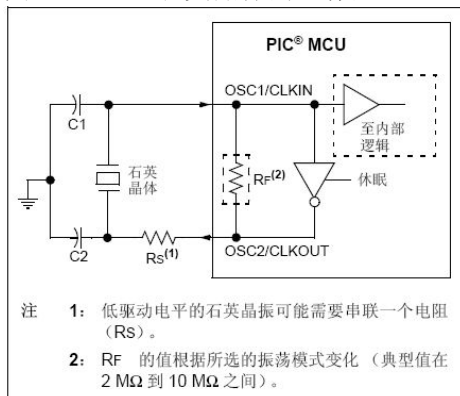 PIC® MCU
OSC1/CLKIN
C1
至内部
逻辑
石英
晶体
RF(2)
休眠
C2
RS(1)
OSC2/CLKOUT
注 1: 低驱动电平的石英晶振可能需要串联一个电阻
(RS)。
2: RF 的值根据所选的振荡模式变化 (典型值在
2 MΩ 到 10 MΩ 之间)。